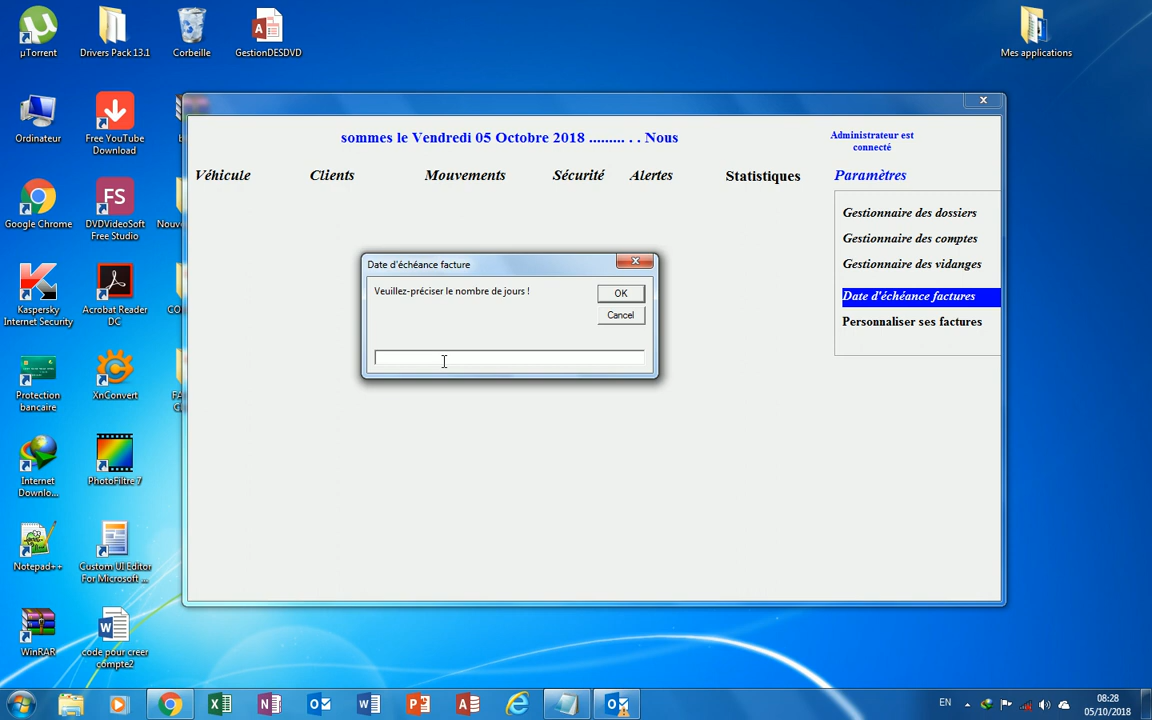 µTorrent
Drivers Pack 13.1
Corbeille
GestionDESDVD
Mes applications
Ordinateur
Free YouTube
Download
Google Chrome
DVDVideoSoft
Free Studio
Nouv
Kaspersky
Internet Security
Acrobat Reader
DC
CO
Protection
bancaire
XnConvert
FA
Internet
Downlo...
PhotoFiltre 7
Notepad++
Custom UI Editor
For Microsoft ...
WinRAR
code pour creer
compte2
sommes le Vendredi 05 Octobre 2018 ......... . . Nous
Administrateur est
connecté
Véhicule
Clients
Mouvements
Sécurité
Alertes
Statistiques
Paramètres
Gestionnaire des dossiers
Gestionnaire des comptes
Gestionnaire des vidanges
Date d'échéance factures
Personnaliser ses factures
Date d'échéance facture
Veuillez-préciser le nombre de jours !
OK
Cancel
EN
08:28
05/10/2018